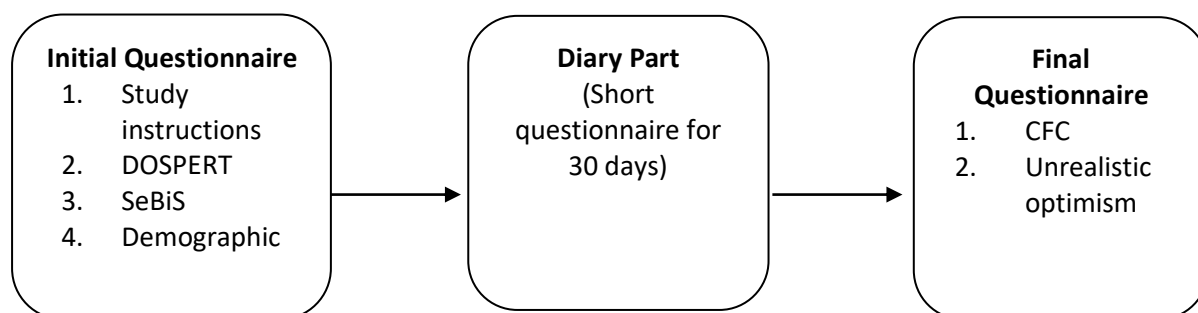 Initial Questionnaire
1. Study
instructions
2. DOSPERT
3. SeBiS
4. Demographic
Diary Part
(Short
questionnaire for
30 days)
Final
Questionnaire
1. CFC
2. Unrealistic
optimism